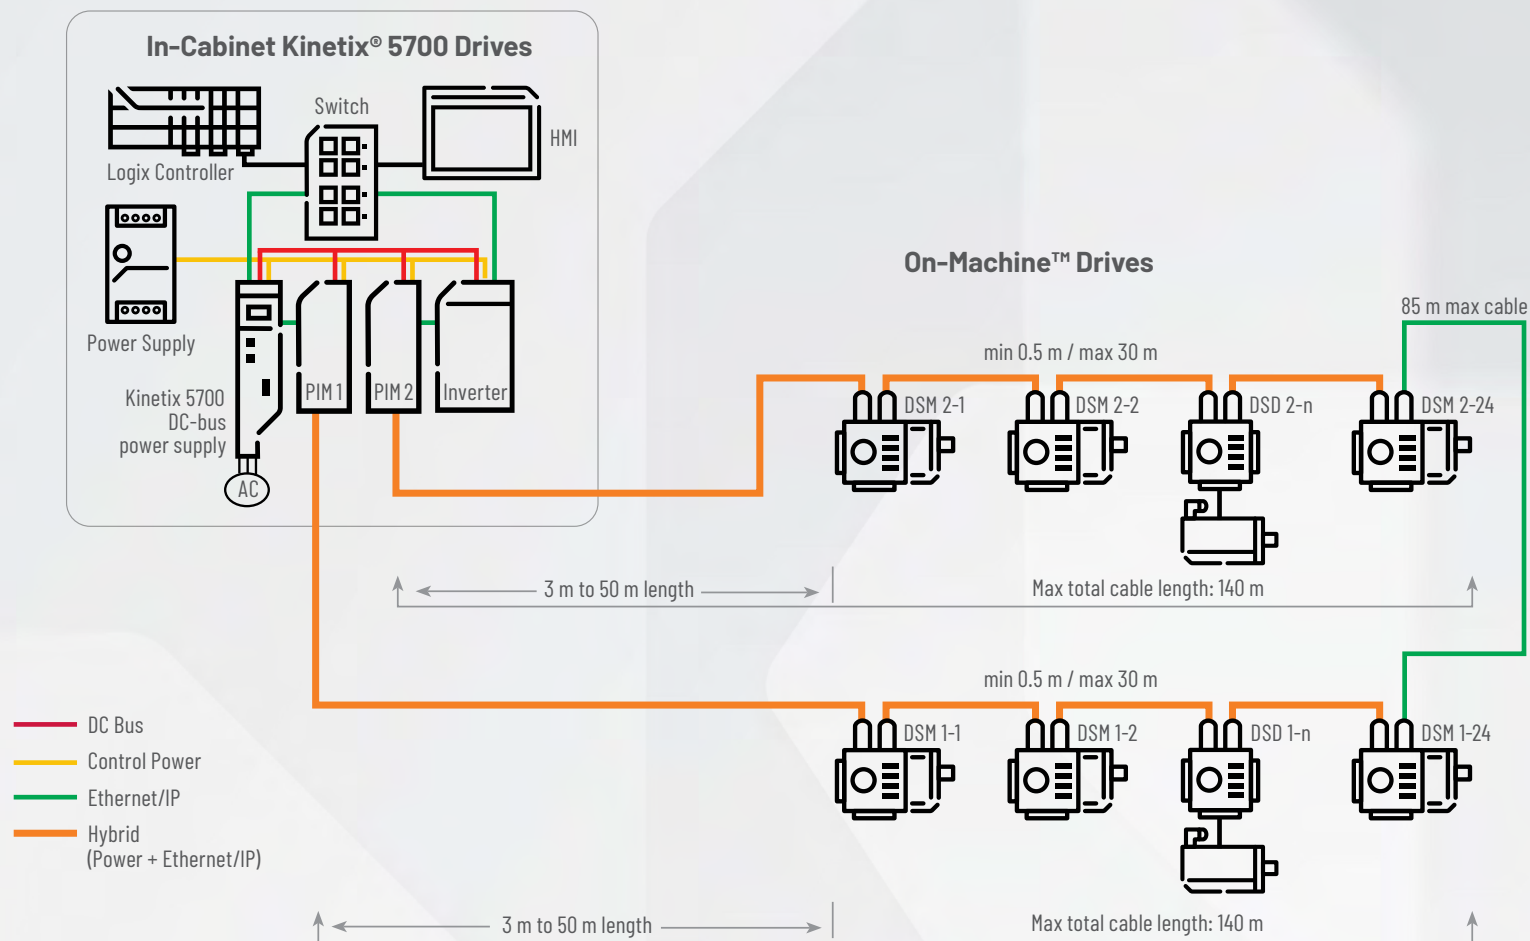 In-Cabinet Kinetix® 5700 Drives
Switch
HMI
Logix Controller
Power Supply
Kinetix 5700
DC-bus
power supply
AC
PIM 1
PIM 2
Inverter
On-Machine™ Drives
85 m max cable
min 0.5 m / max 30 m
DSM 2-1
DSM 2-2
DSD 2-n
DSM 2-24
3 m to 50 m length
Max total cable length: 140 m
min 0.5 m / max 30 m
DSM 1-1
DSM 1-2
DSD 1-n
DSM 1-24
DC Bus
Control Power
Ethernet/IP
Hybrid
(Power + Ethernet/IP)
3 m to 50 m length
Max total cable length: 140 m